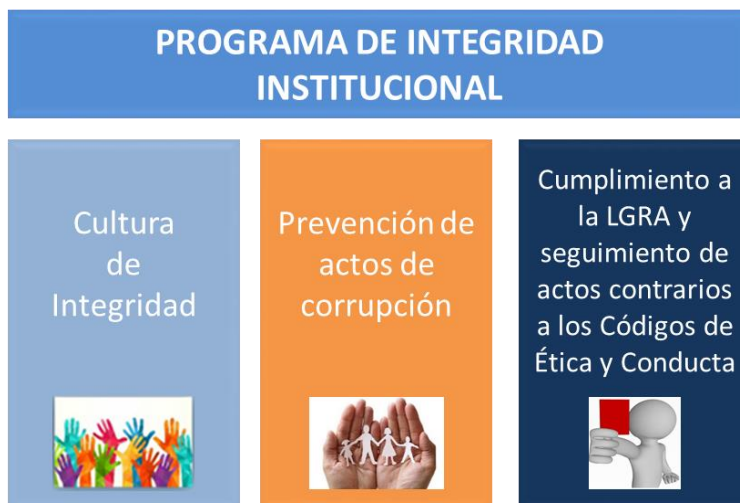 PROGRAMA DE INTEGRIDAD
INSTITUCIONAL
Cultura
de
Integridad
Prevención de
actos de
corrupción
Cumplimiento a
la LGRA y
seguimiento de
actos contrarios
a los Códigos de
Ética y Conducta